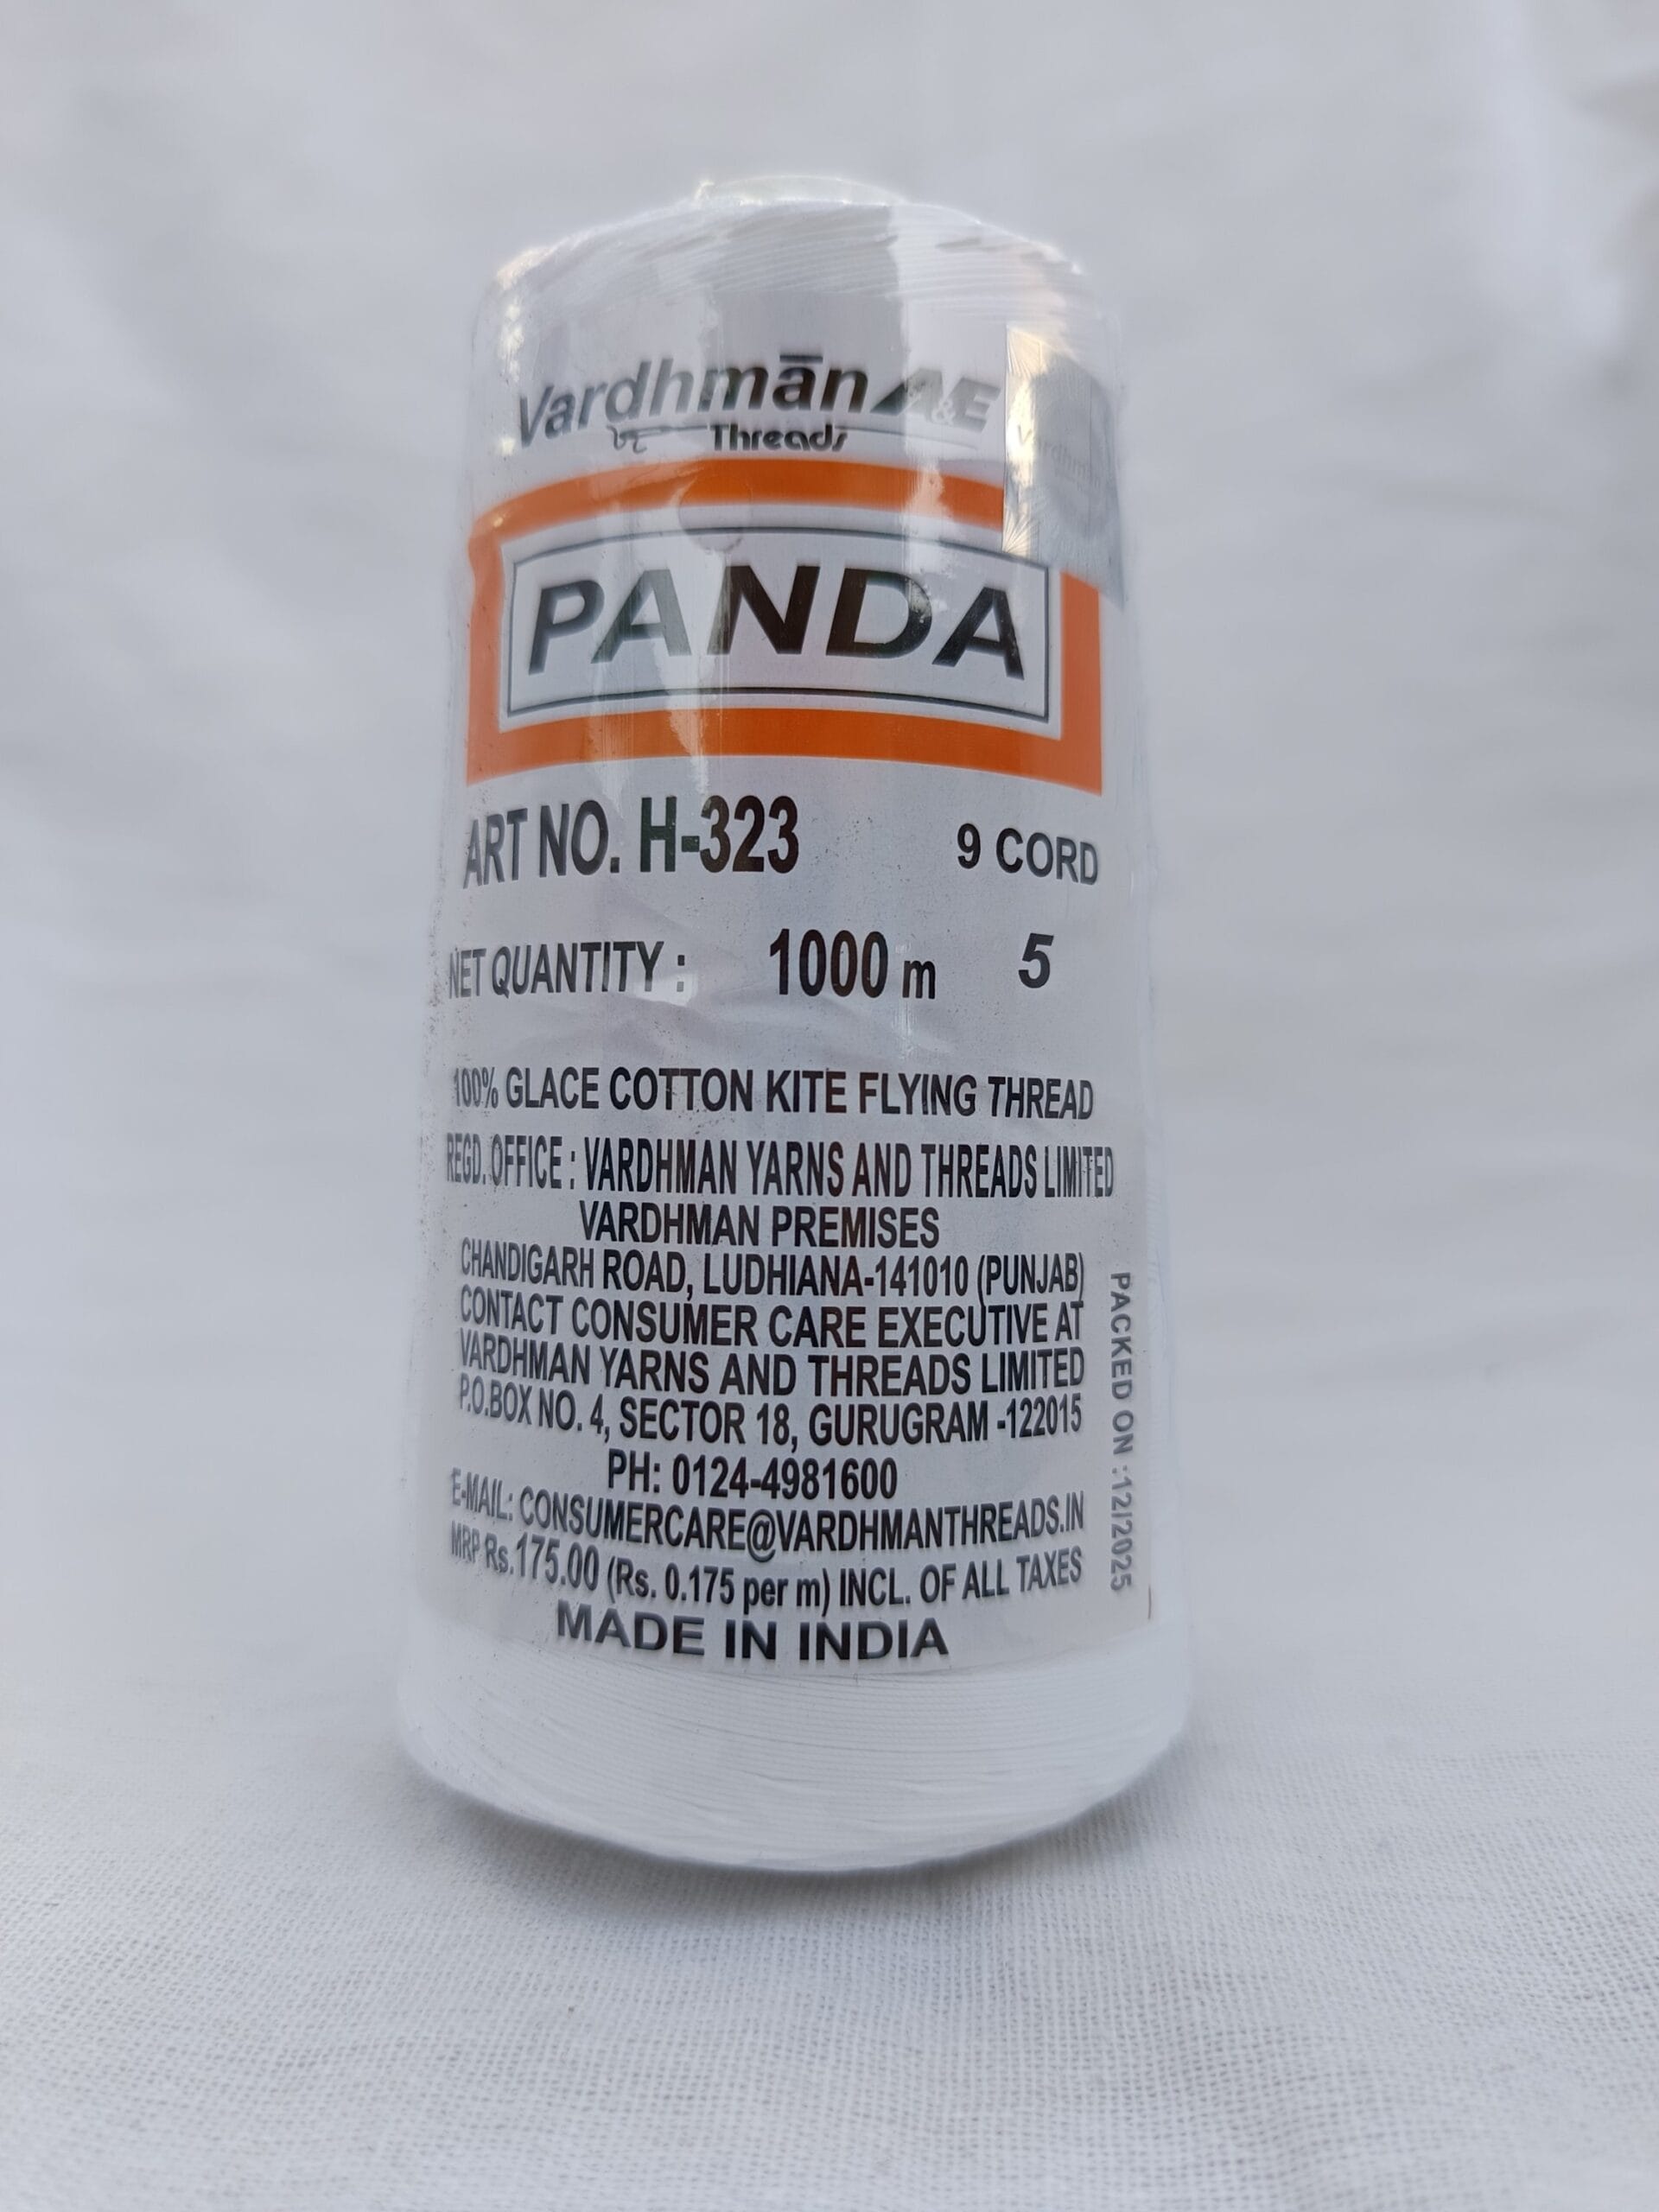 Vardhmān A&E
Threads
Vardhman
PANDA
ART NO. H-323 9 CORD
NET QUANTITY : 1000 m 5
100% GLACE COTTON KITE FLYING THREAD
REGD. OFFICE : VARDHMAN YARNS AND THREADS LIMITED
VARDHMAN PREMISES
CHANDIGARH ROAD, LUDHIANA-141010 (PUNJAB)
CONTACT CONSUMER CARE EXECUTIVE AT
VARDHMAN YARNS AND THREADS LIMITED
P.O.BOX NO. 4, SECTOR 18, GURUGRAM -122015
PH: 0124-4981600
E-MAIL: CONSUMERCARE@VARDHMANTHREADS.IN
MRP Rs.175.00 (Rs. 0.175 per m) INCL. OF ALL TAXES
MADE IN INDIA
PACKED ON :12/2025